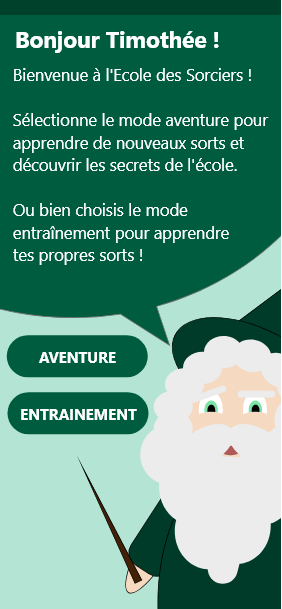 Bonjour Timothée !
Bienvenue à l'Ecole des Sorciers !
Sélectionne le mode aventure pour
apprendre de nouveaux sorts et
découvrir les secrets de l'école.
Ou bien choisis le mode
entraînement pour apprendre
tes propres sorts !
AVENTURE
ENTRAINEMENT